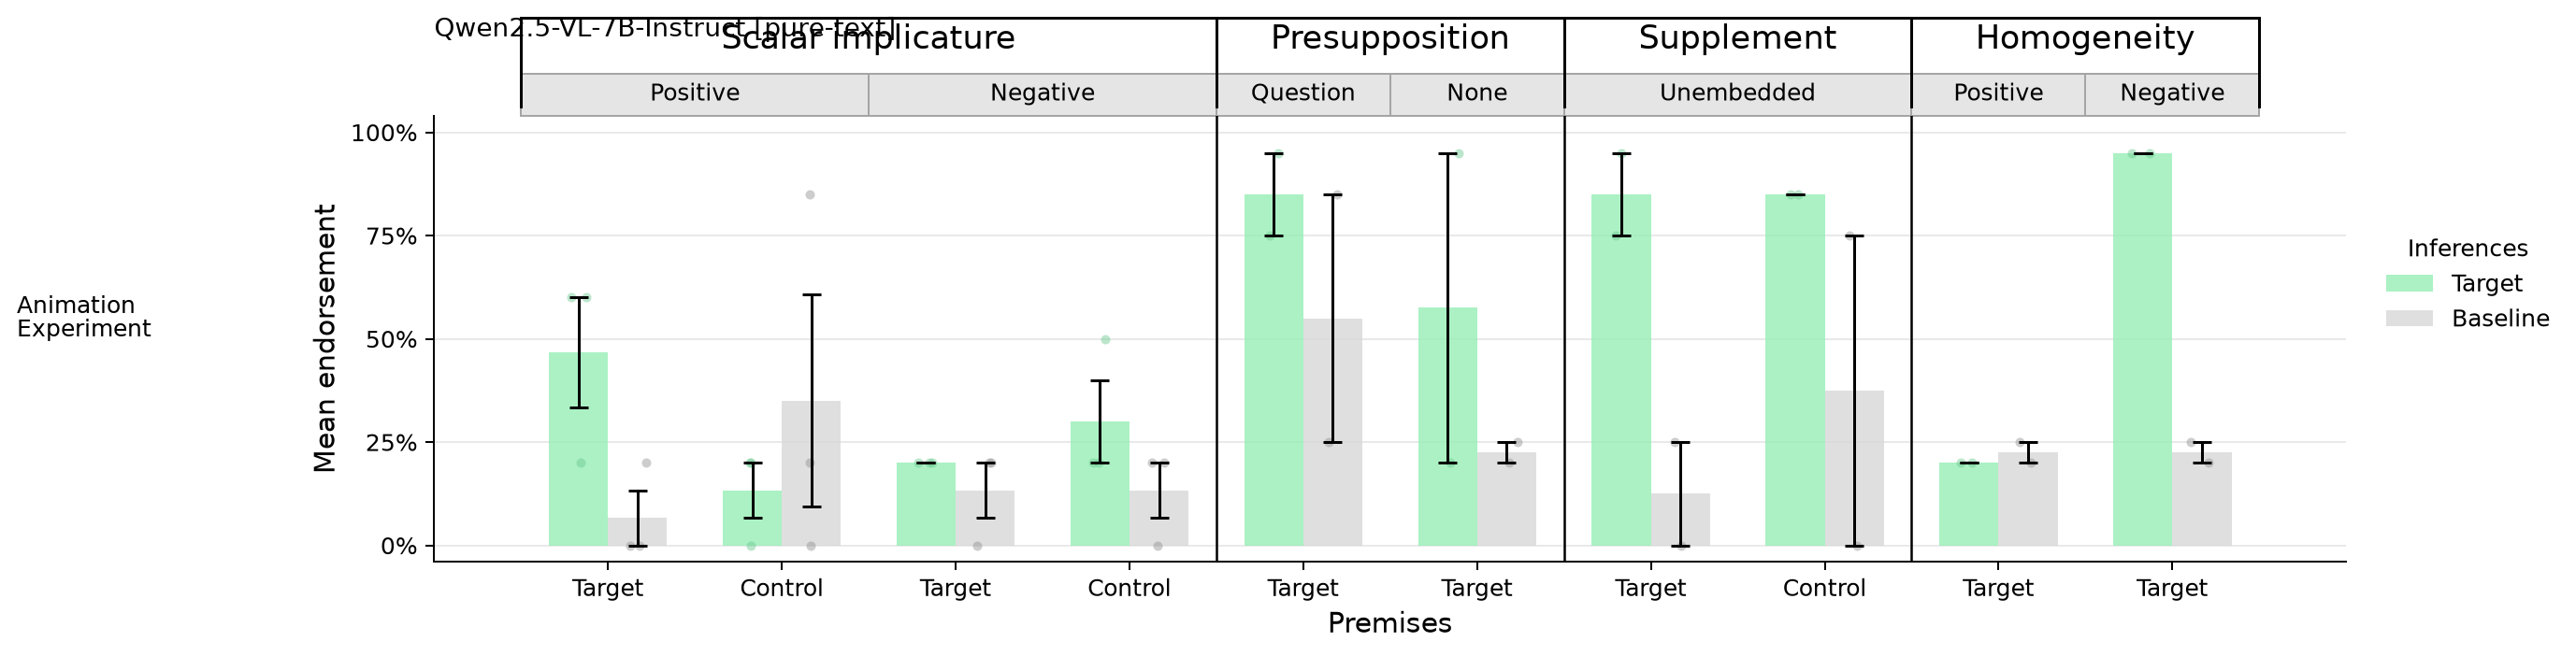 Qwen2.5-VL-7B-Instruct [pure-text]
Scalar Implicature Presupposition Supplement Homogeneity
Positive Negative Question None Unembedded Positive Negative
100%
75%
50%
25%
0%
Mean endorsement
Animation
Experiment
Inferences
Target
Baseline
Target Control Target Control Target Target Target Control Target Target
Premises